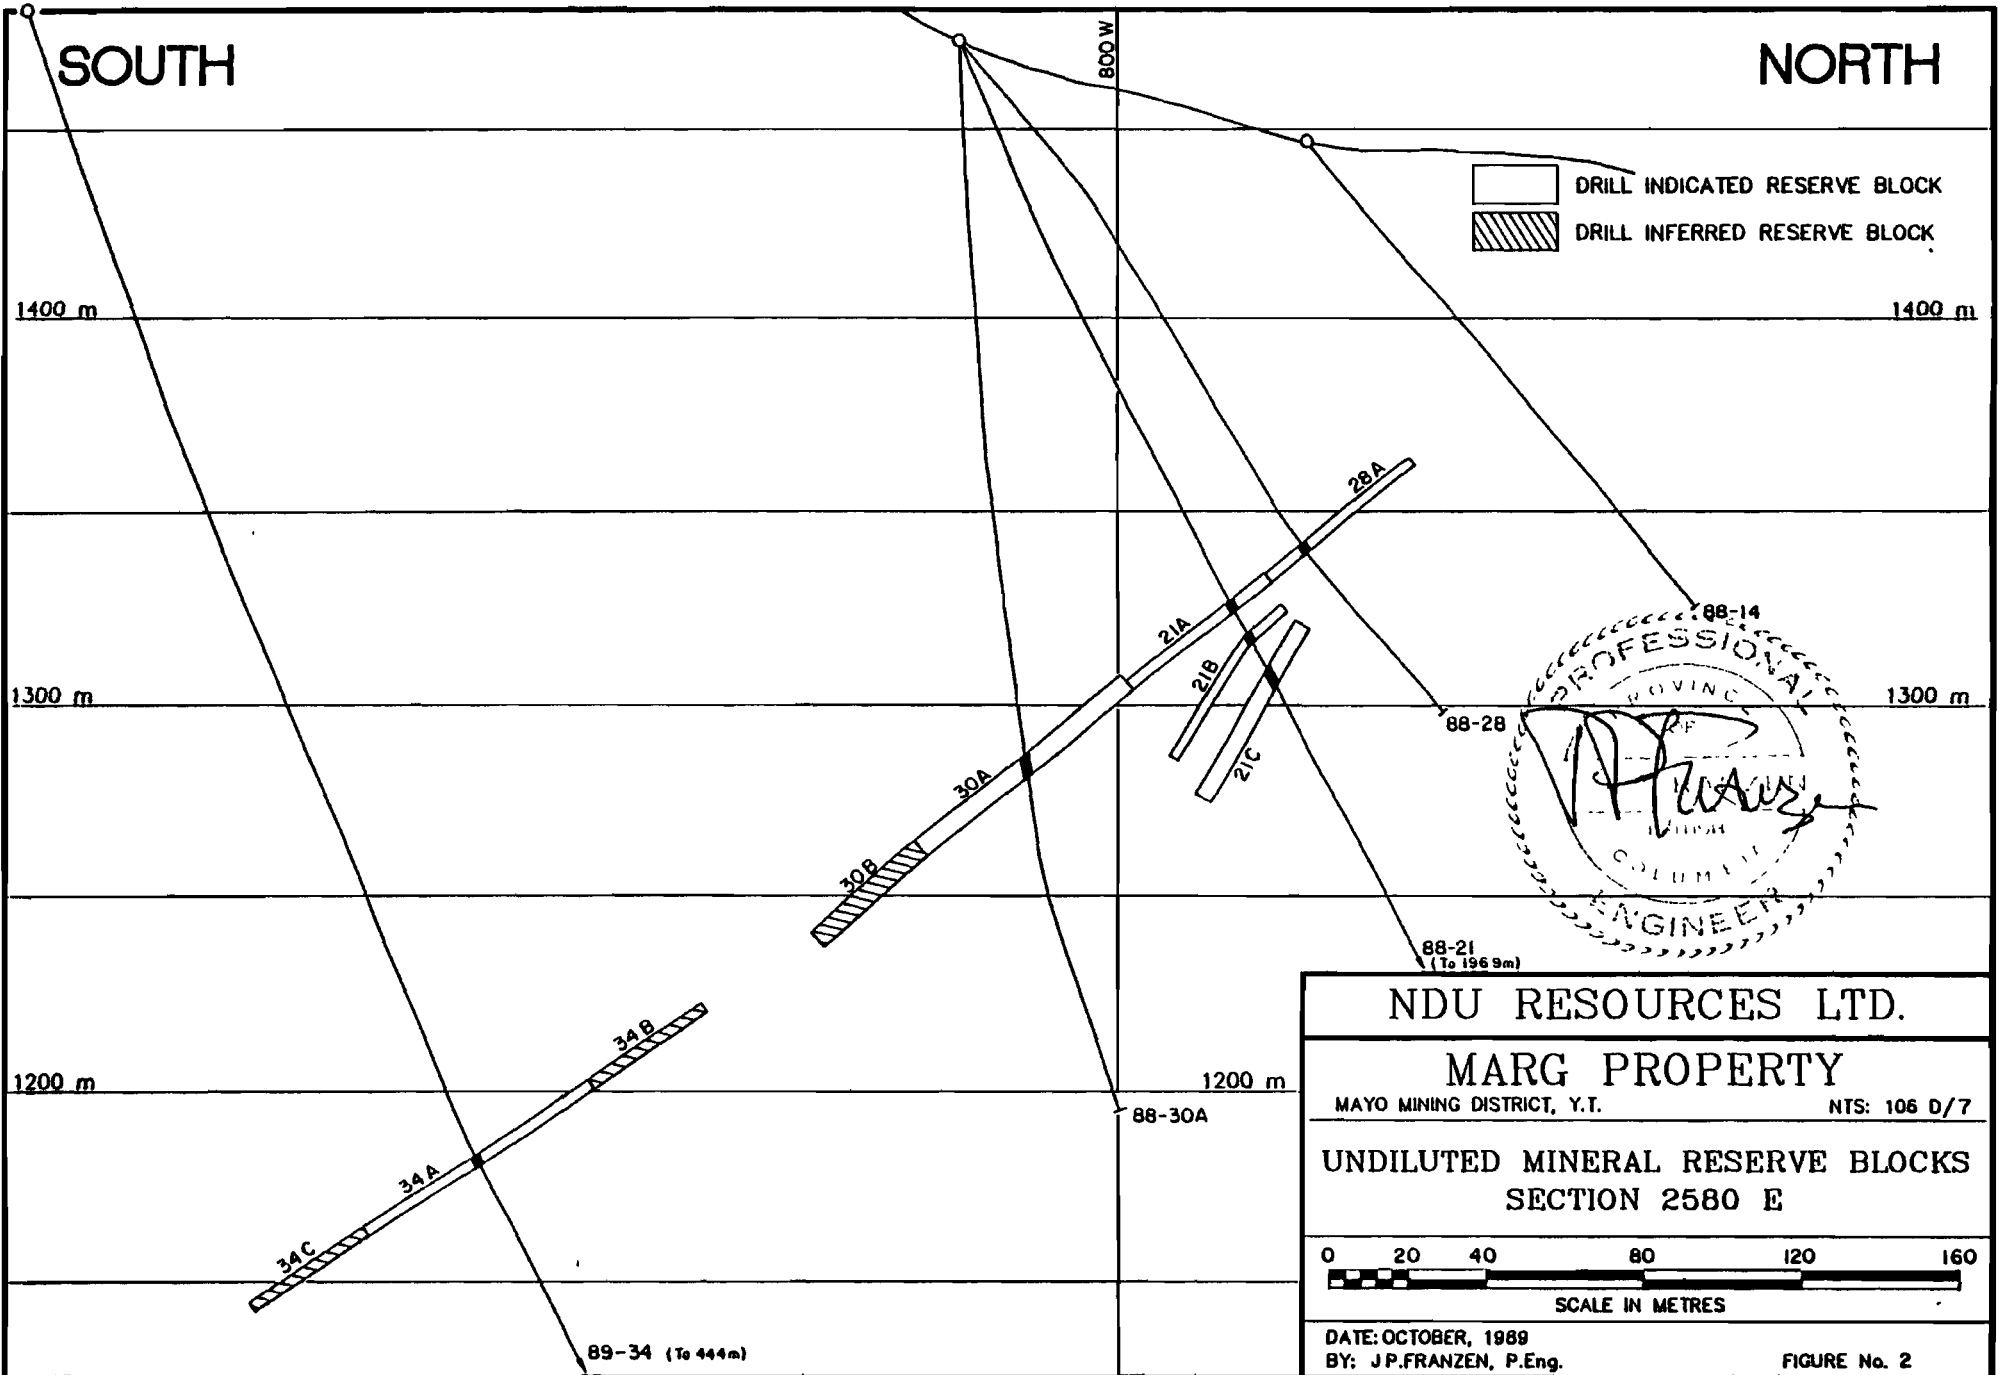 SOUTH
800 W
NORTH
DRILL INDICATED RESERVE BLOCK
DRILL INFERRED RESERVE BLOCK
1400 m
1400 m
28A
21A
88-14
21B
1300 m
1300 m
88-28
21C
30A
30B
88-21
(To 196 9m)
34B
1200 m
1200 m
88-30A
34A
34C
89-34 (To 444m)
PROFESSIONAL
OF
COLUMBI
ENGINEER
NDU RESOURCES LTD.
MARG PROPERTY
MAYO MINING DISTRICT, Y.T. NTS: 106 D/7
UNDILUTED MINERAL RESERVE BLOCKS
SECTION 2580 E
0 20 40 80 120 160
SCALE IN METRES
DATE: OCTOBER, 1989
BY: J P.FRANZEN, P.Eng. FIGURE No. 2